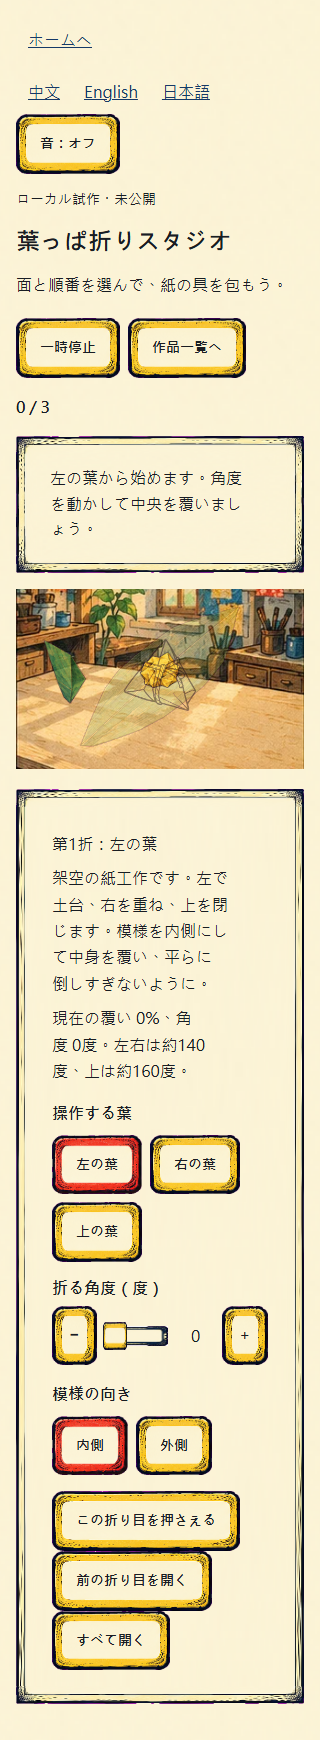 ホームへ
中文 English 日本語
音：オフ
ローカル試作・未公開
葉っぱ折りスタジオ
面と順番を選んで、紙の具を包もう。
一時停止 作品一覧へ
0 / 3
左の葉から始めます。角度
を動かして中央を覆いまし
ょう。
第1折：左の葉
架空の紙工作です。左で
土台、右を重ね、上を閉
じます。模様を内側にし
て中身を覆い、平らに
倒しすぎないように。
現在の覆い 0%、角
度 0度。左右は約140
度、上は約160度。
操作する葉
左の葉 右の葉
上の葉
折る角度（度）
− 0 +
模様の向き
内側 外側
この折り目を押さえる
前の折り目を開く
すべて開く